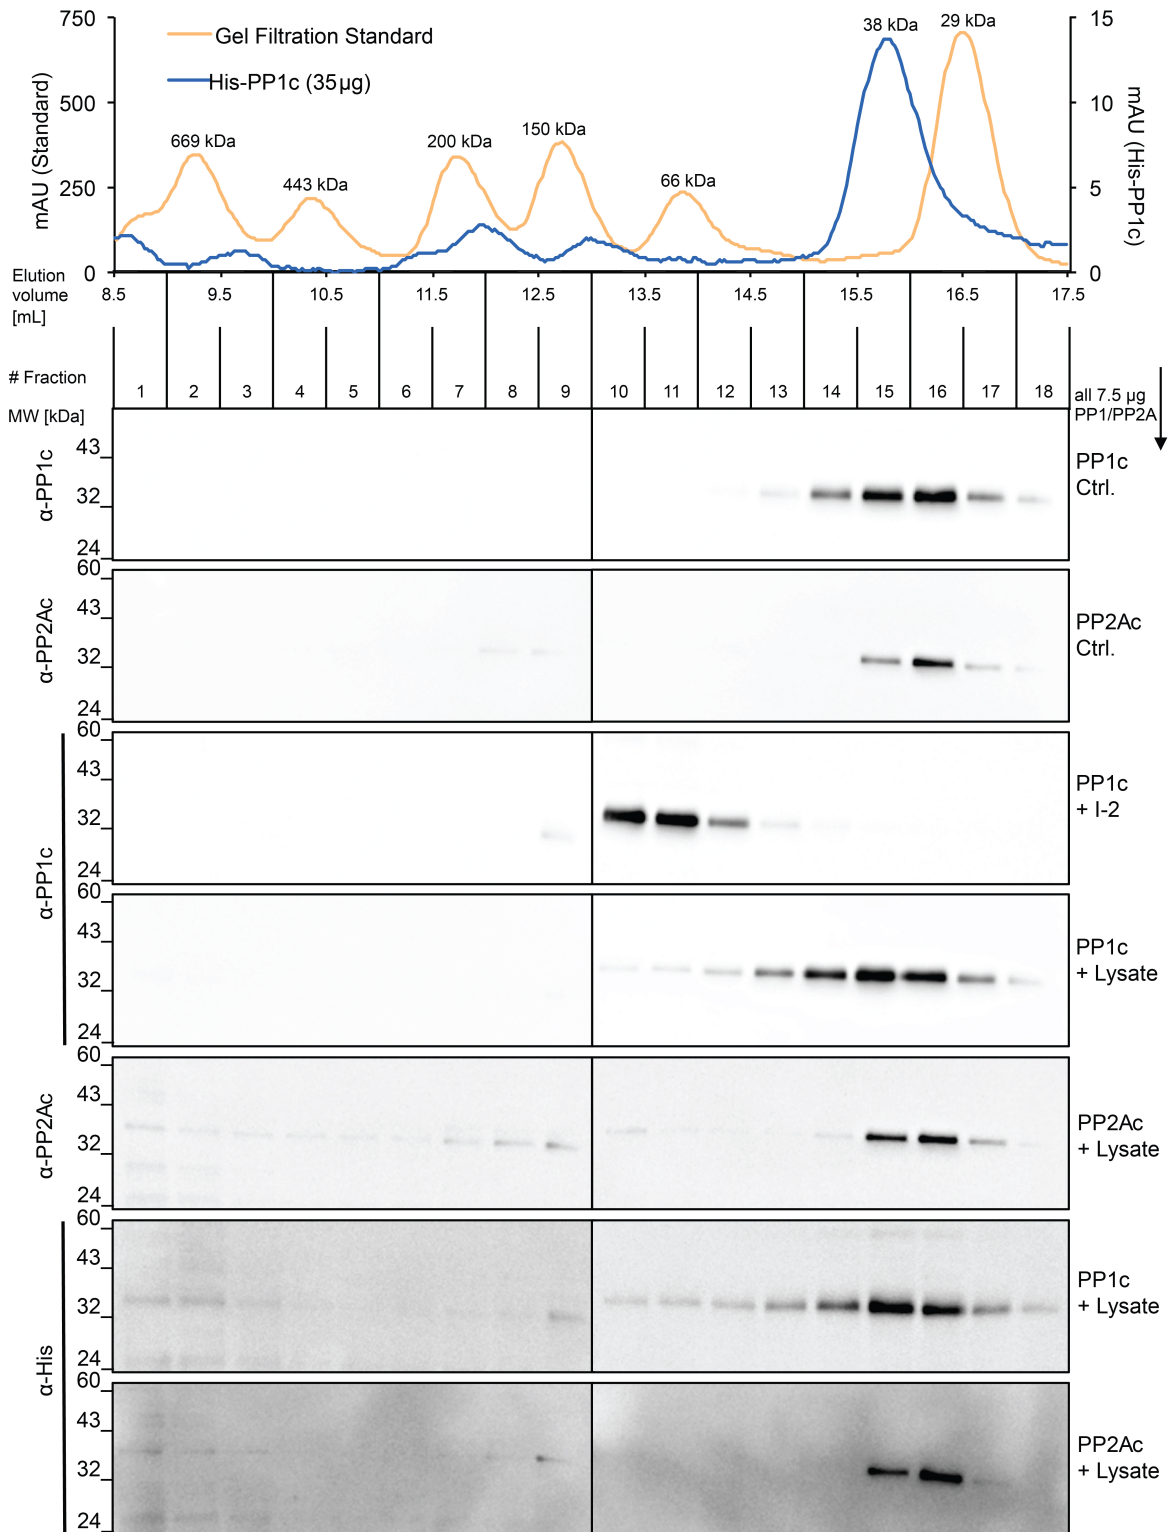 750
500
250
0
mAU (Standard)
Gel Filtration Standard
His-PP1c (35µg)
669 kDa
443 kDa
200 kDa
150 kDa
66 kDa
38 kDa
29 kDa
15
10
5
0
mAU (His-PP1c)
Elution
volume
[mL]
8.5 9.5 10.5 11.5 12.5 13.5 14.5 15.5 16.5 17.5
# Fraction
1 2 3 4 5 6 7 8 9 10 11 12 13 14 15 16 17 18
all 7.5 µg
PP1/PP2A
MW [kDa]
α-PP1c
43
32
24
PP1c
Ctrl.
α-PP2Ac
60
43
32
24
PP2Ac
Ctrl.
α-PP1c
60
43
32
24
PP1c
+ I-2
60
43
32
24
PP1c
+ Lysate
α-PP2Ac
60
43
32
24
PP2Ac
+ Lysate
α-His
60
43
32
24
PP1c
+ Lysate
60
43
32
24
PP2Ac
+ Lysate